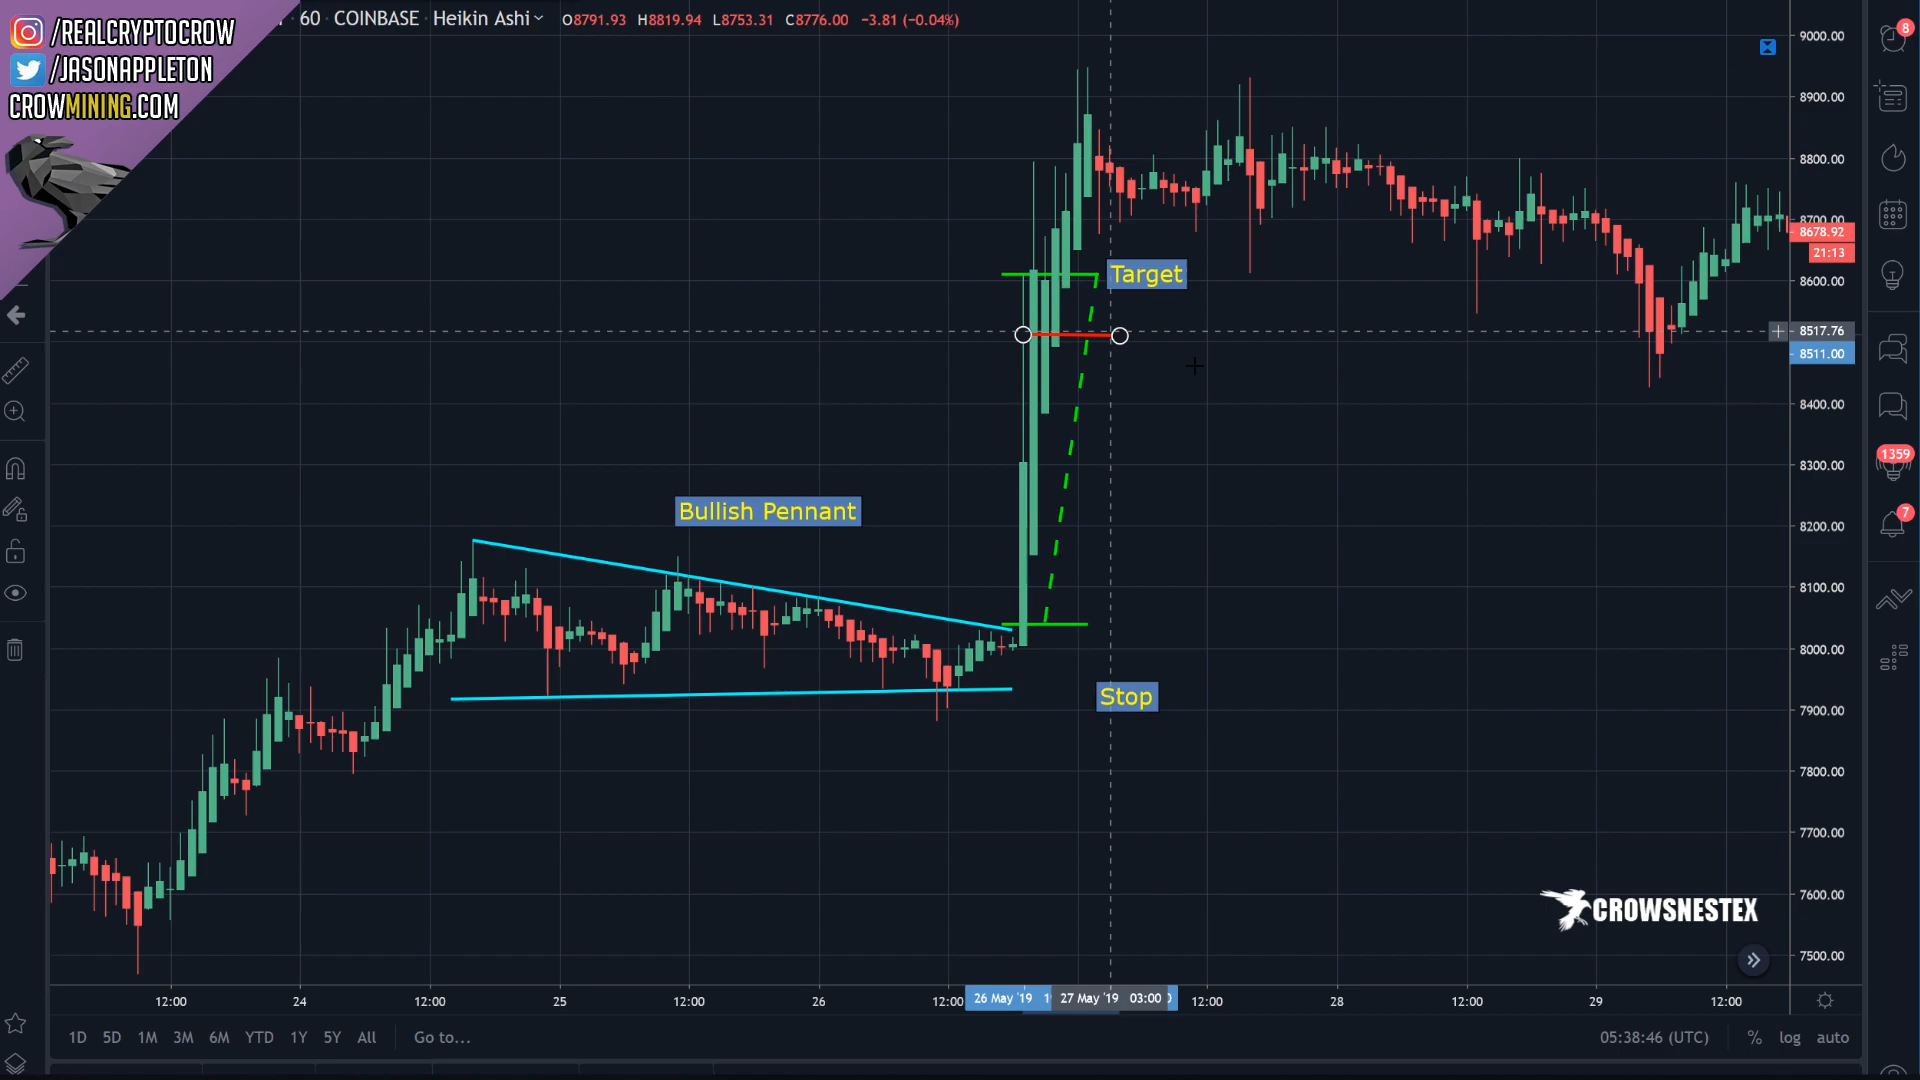 /REALCRYPTOCROW
/JASONAPPLETON
CROWMINING.COM
60 COINBASE Heikin Ashi O8791.93 H8819.94 L8753.31 C8776.00 −3.81 (−0.04%)
9000.00
8900.00
8800.00
8700.00
8678.92
21:13
8600.00
8517.76
8511.00
8400.00
8300.00
8200.00
8100.00
8000.00
7900.00
7800.00
7700.00
7600.00
7500.00
8
1359
7
Target
Bullish Pennant
Stop
CROWSNESTEX
12:00 24 12:00 25 12:00 26 12:00 26 May '19 27 May '19 03:00 12:00 28 12:00 29 12:00
1D 5D 1M 3M 6M YTD 1Y 5Y All Go to... 05:38:46 (UTC) % log auto